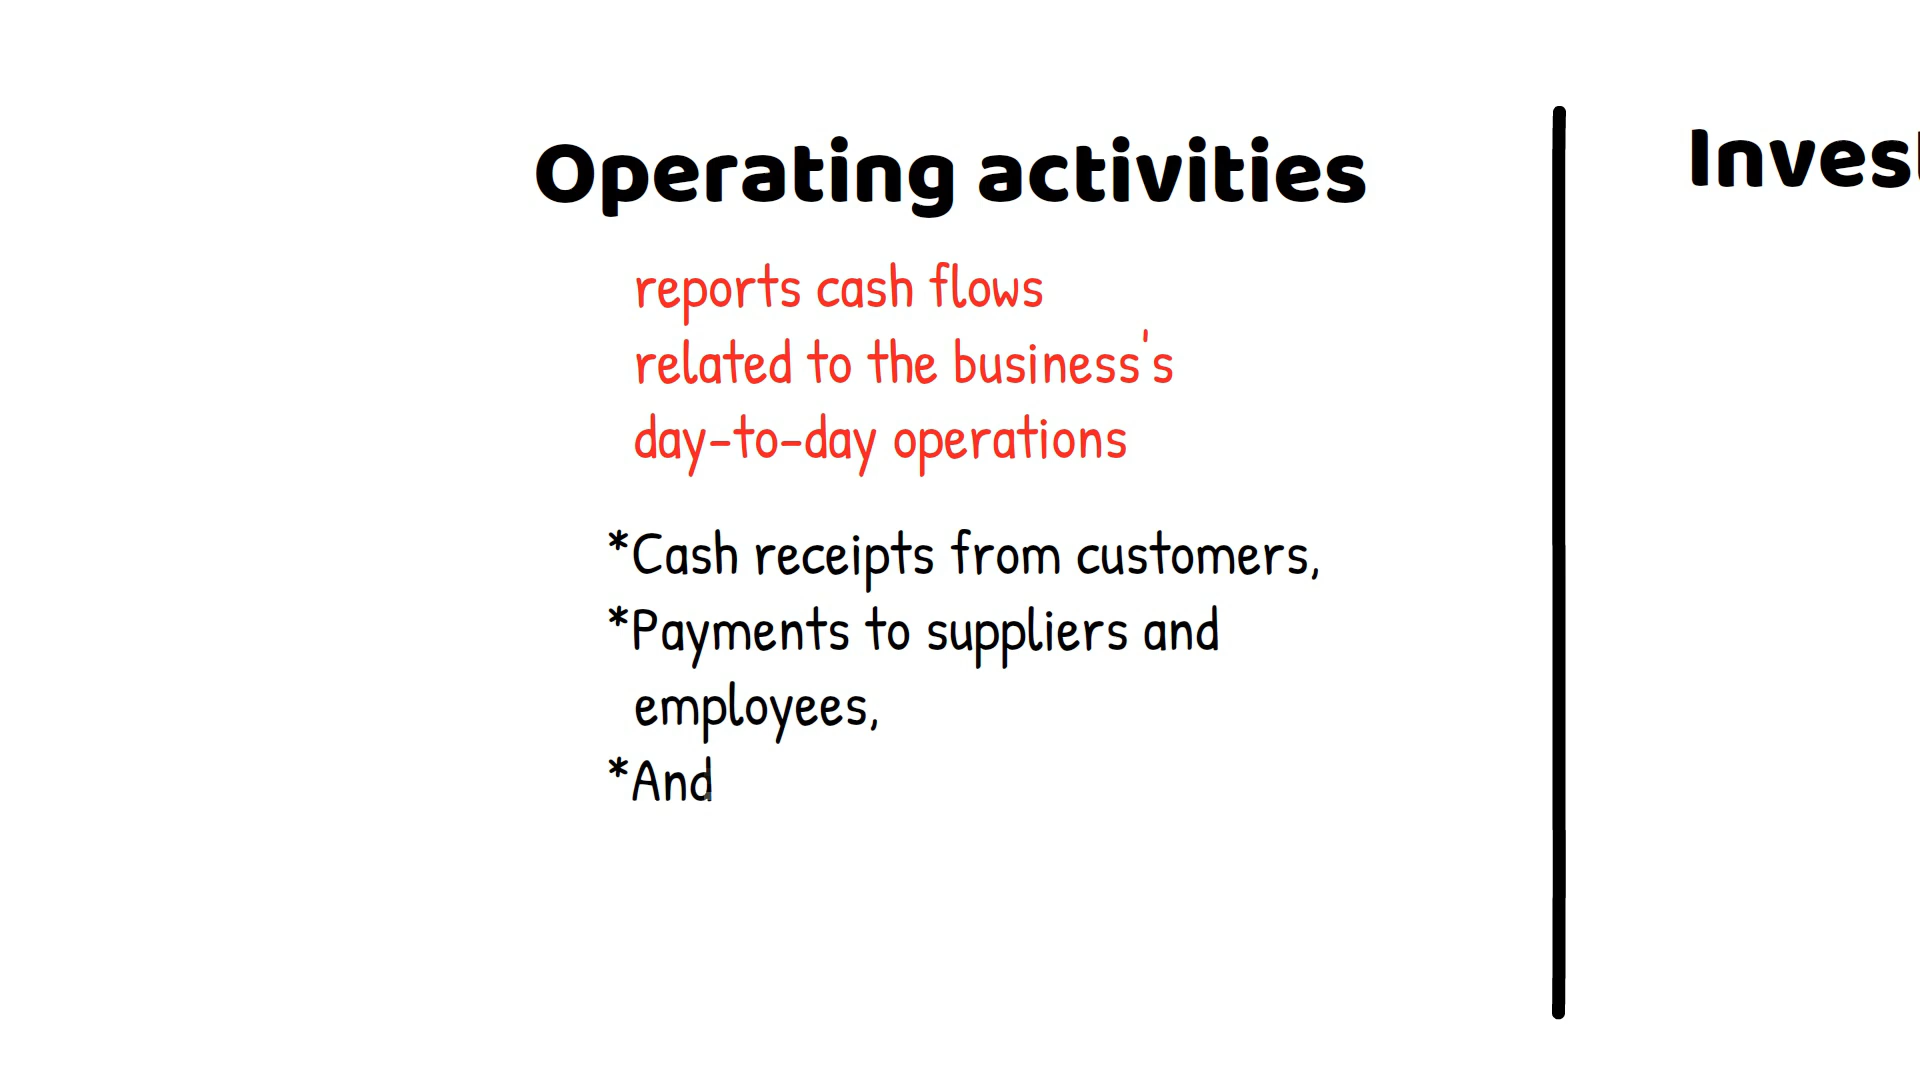 Operating activities
reports cash flows
related to the business's
day-to-day operations
*Cash receipts from customers,
*Payments to suppliers and
employees,
*And
Invest